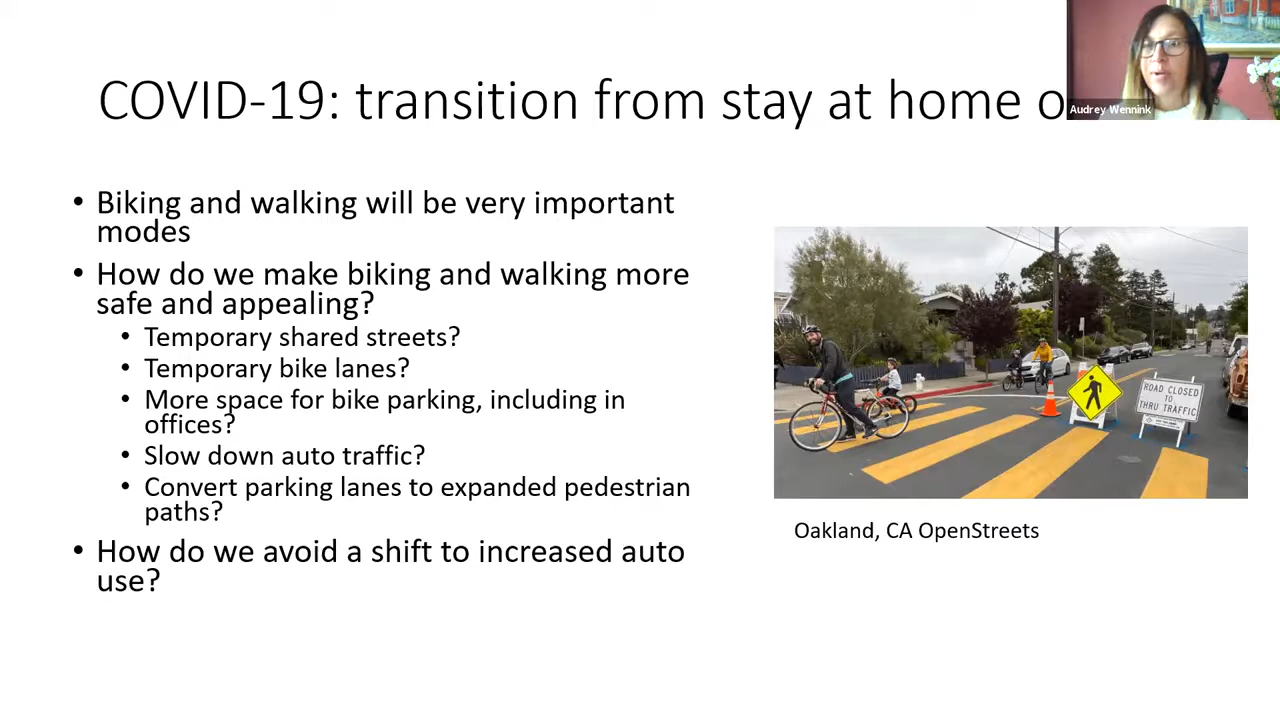 COVID-19: transition from stay at home o
Audrey Wennink
• Biking and walking will be very important
modes
• How do we make biking and walking more
safe and appealing?
• Temporary shared streets?
• Temporary bike lanes?
• More space for bike parking, including in
offices?
• Slow down auto traffic?
• Convert parking lanes to expanded pedestrian
paths?
• How do we avoid a shift to increased auto
use?
ROAD CLOSED
TO
THRU TRAFFIC
Oakland, CA OpenStreets